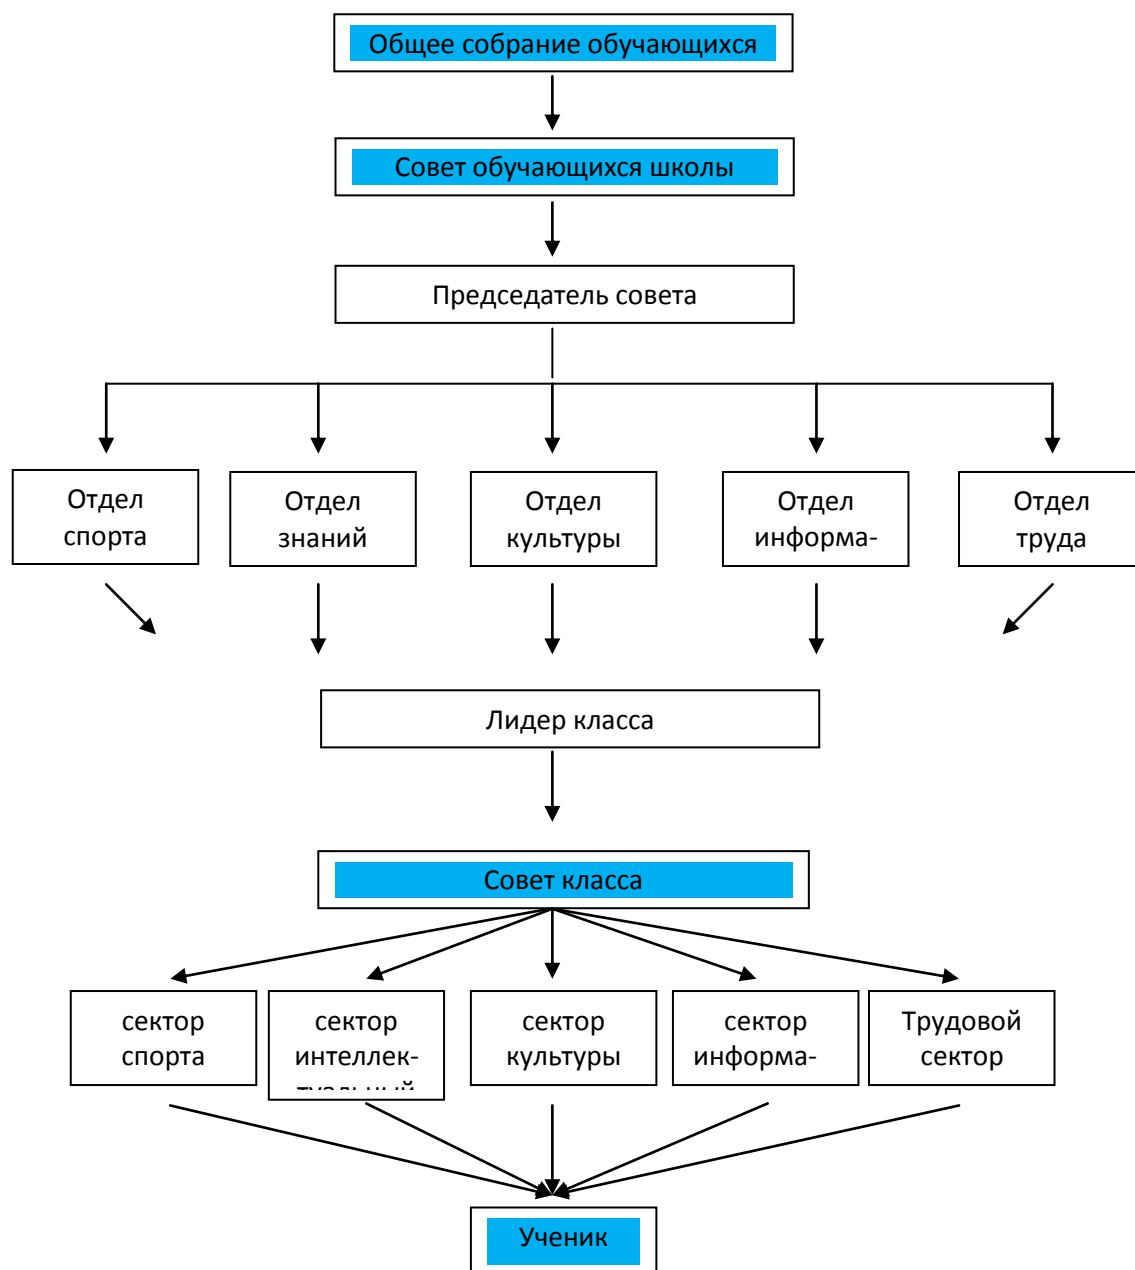 Общее собрание обучающихся
Совет обучающихся школы
Председатель совета
Отдел
спорта
Отдел
знаний
Отдел
культуры
Отдел
информа-
Отдел
труда
Лидер класса
Совет класса
сектор
спорта
сектор
интеллек-
туальный
сектор
культуры
сектор
информа-
Трудовой
сектор
Ученик